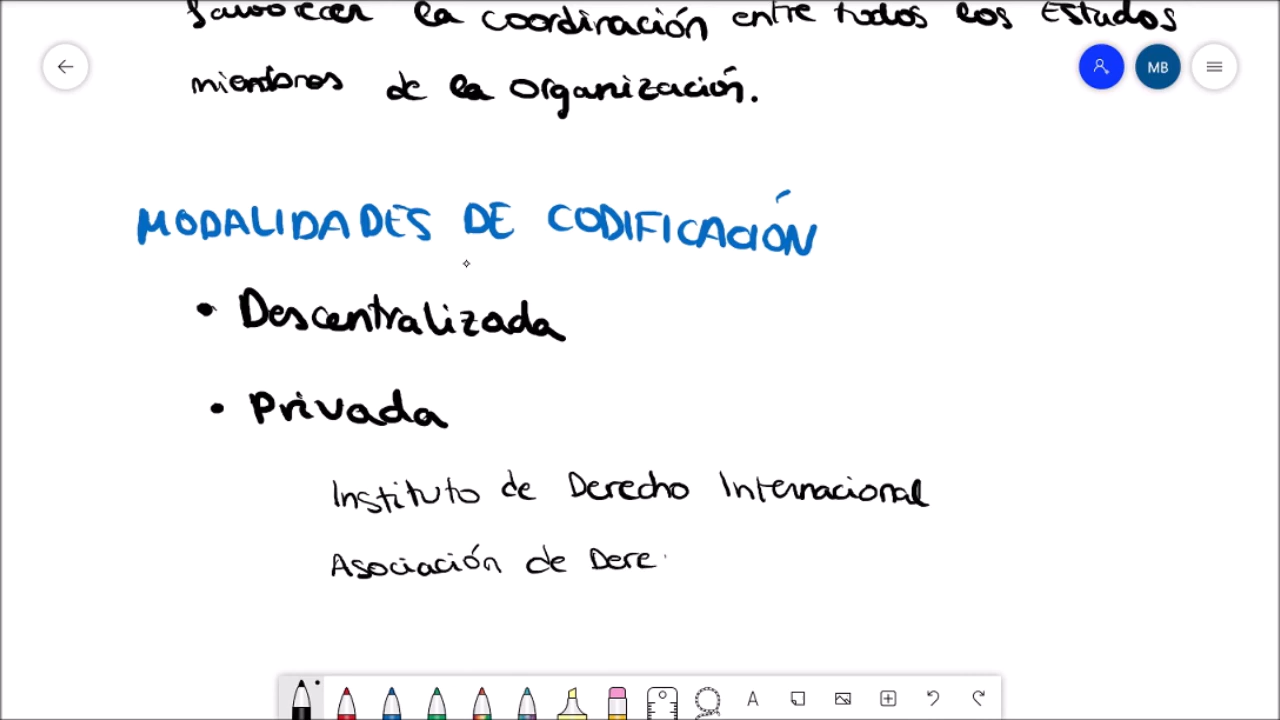 favorecer la coordinación entre todos los Estados
miembros de la organización.
MB
MODALIDADES DE CODIFICACIÓN
• Descentralizada
• Privada
Instituto de Derecho Internacional
Asociación de Dere
A